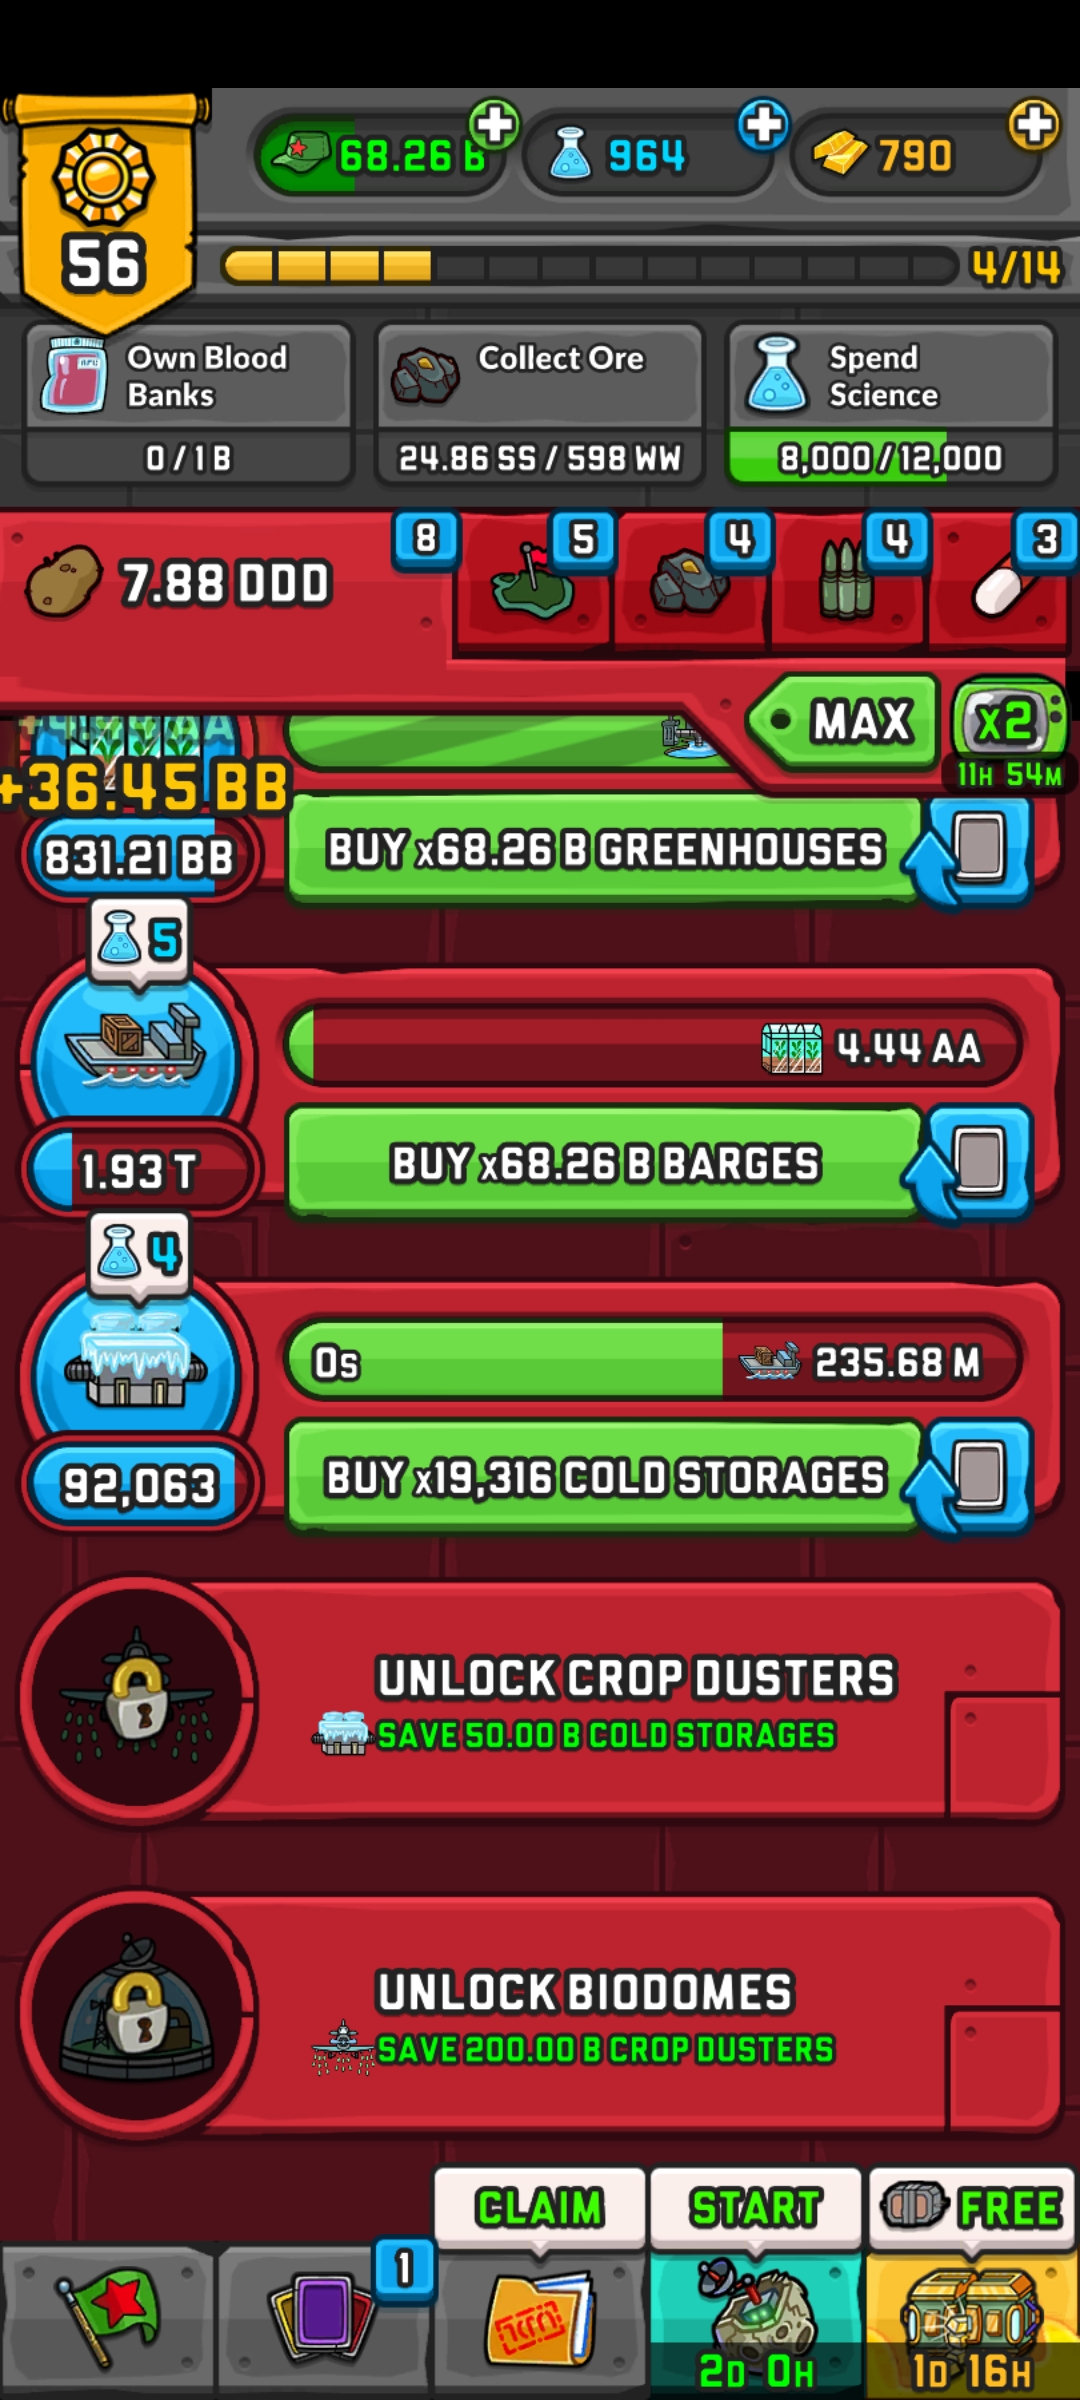 68.26 B
964
790
56
4/14
Own Blood
Banks
0 / 1 B
Collect Ore
24.86 SS / 598 WW
Spend
Science
8,000 / 12,000
7.88 DDD
8
5
4
4
3
MAX
x2
11H 54M
+36.45 BB
831.21 BB
BUY x68.26 B GREENHOUSES
5
4.44 AA
1.93 T
BUY x68.26 B BARGES
4
0s
235.68 M
92,063
BUY x19,316 COLD STORAGES
UNLOCK CROP DUSTERS
SAVE 50.00 B COLD STORAGES
UNLOCK BIODOMES
SAVE 200.00 B CROP DUSTERS
CLAIM
START
FREE
1
2D 0H
1D 16H